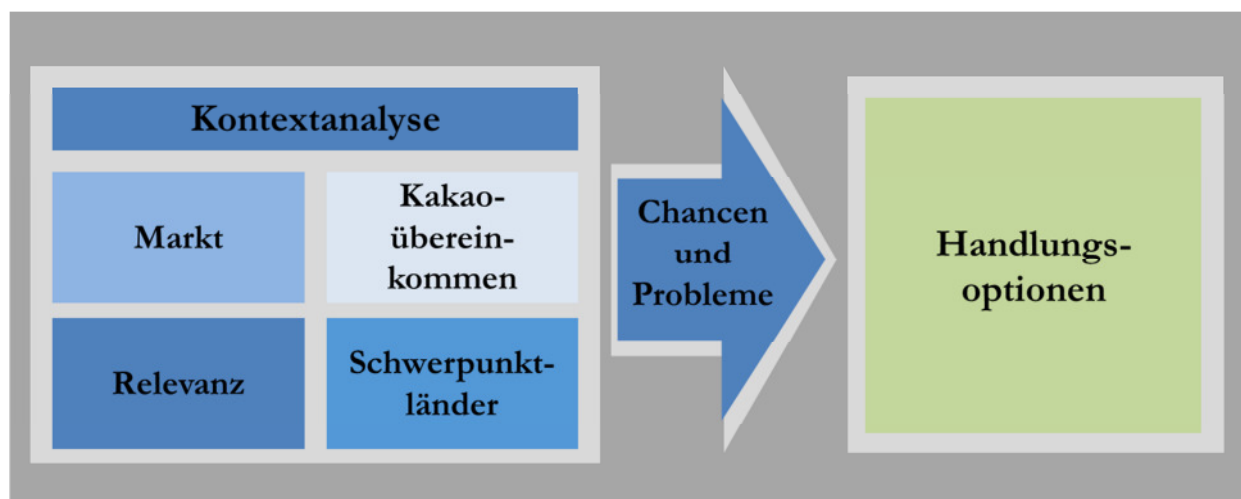 Kontextanalyse
Markt
Kakao-
überein-
kommen
Relevanz
Schwerpunkt-
länder
Chancen
und
Probleme
Handlungs-
optionen